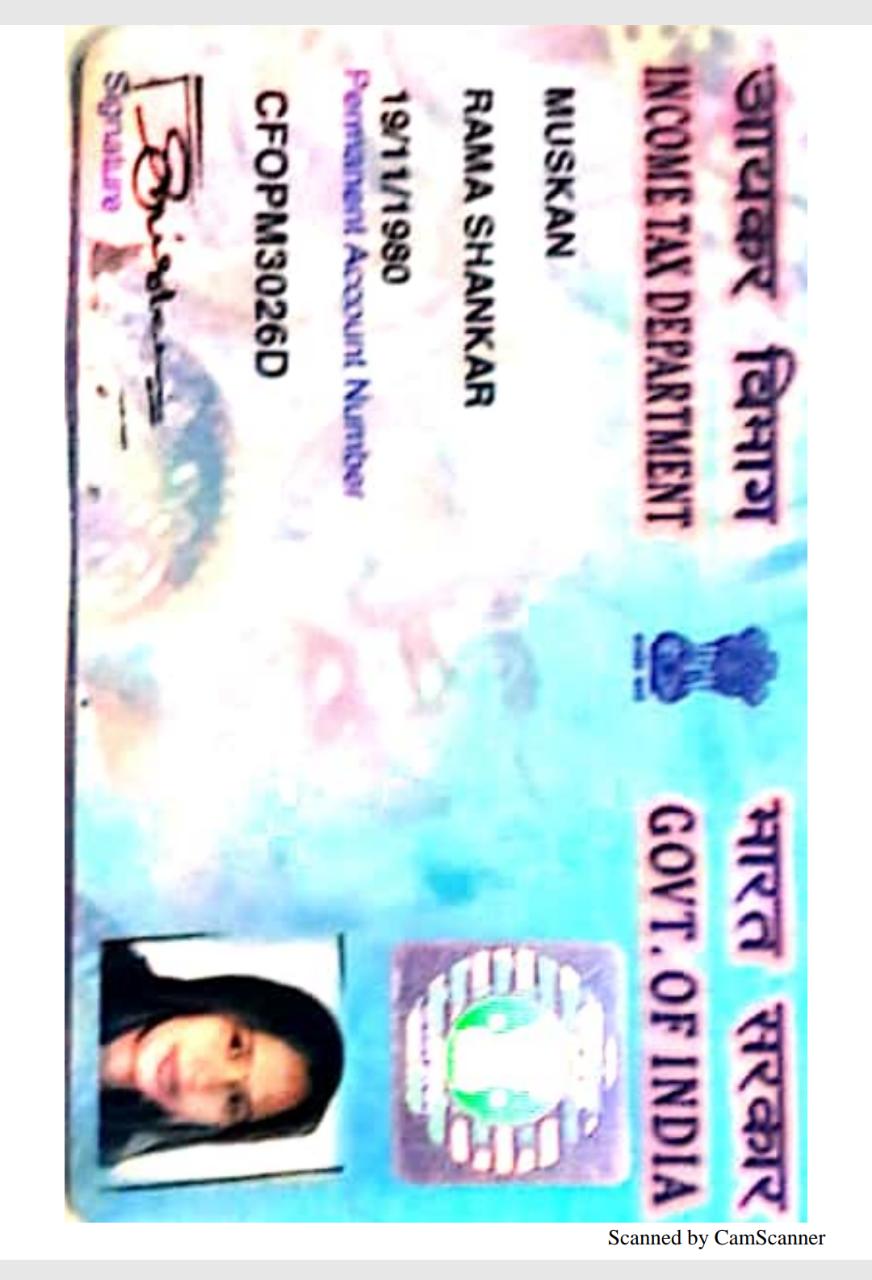 आयकर विभाग
INCOME TAX DEPARTMENT
भारत सरकार
GOVT. OF INDIA
MUSKAN
RAMA SHANKAR
19/11/1980
Permanent Account Number
CFOPM3026D
Signature
Scanned by CamScanner